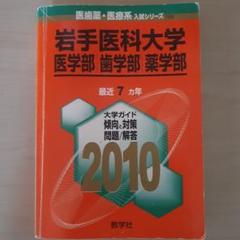 医歯薬・医療系入試シリーズ
岩手医科大学
医学部 歯学部 薬学部
最近7カ年
大学ガイド
傾向と対策
問題/解答
2010
教学社